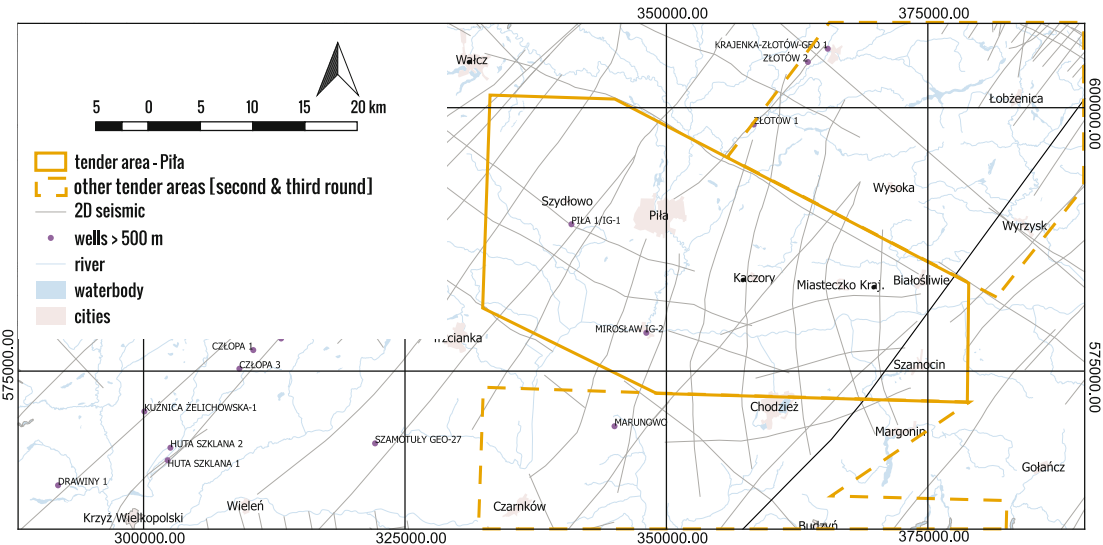 350000.00
375000.00
KRAJENKA-ZŁOTÓW-GEO 1
ZŁOTÓW 2
Wałcz
5 0 5 10 15 20 km
Łobżenica
600000.00
ZŁOTÓW 1
tender area - Piła
other tender areas [second & third round]
2D seismic
wells > 500 m
river
waterbody
cities
Wysoka
Szydłowo
Piła
PIŁA 1/IG-1
Wyrzysk
Kaczory
Miasteczko Kraj.
Białośliwie
MIROSŁAW IG-2
rzcianka
CZŁOPA 1
CZŁOPA 3
Szamocin
575000.00
575000.00
KUŹNICA ŻELICHOWSKA-1
Chodzież
MARUNOWO
Margonin
HUTA SZKLANA 2
SZAMOTUŁY GEO-27
HUTA SZKLANA 1
Gołańcz
DRAWINY 1
Wieleń
Czarnków
Krzyż Wielkopolski
Budzyń
300000.00
325000.00
350000.00
375000.00